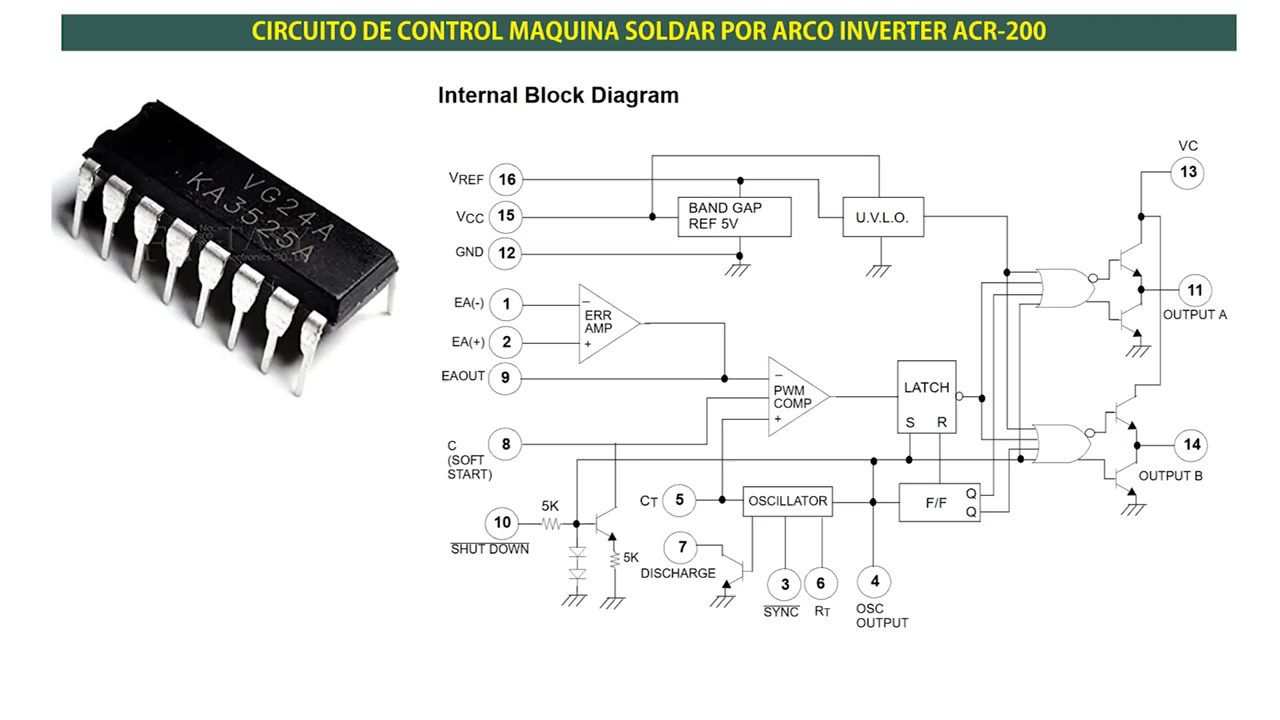 CIRCUITO DE CONTROL MAQUINA SOLDAR POR ARCO INVERTER ACR-200
VG24A
KA3525A
Internal Block Diagram
VC
13
VREF 16
BAND GAP
REF 5V
U.V.L.O.
VCC 15
GND 12
EA(-) 1
ERR
AMP
− +
EA(+) 2
EAOUT 9
11
OUTPUT A
PWM
COMP
− +
LATCH
S R
C
(SOFT
START)
8
14
OUTPUT B
CT 5
OSCILLATOR
F/F
Q
Q
5K
10
SHUT DOWN
5K
7
DISCHARGE
3
SYNC
6
RT
4
OSC
OUTPUT